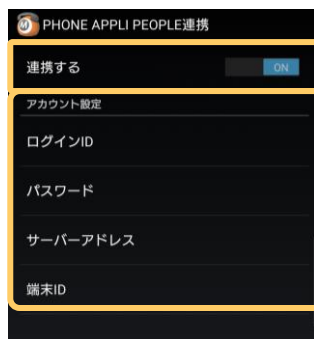 PHONE APPLI PEOPLE連携
連携する ON
アカウント設定
ログインID
パスワード
サーバーアドレス
端末ID